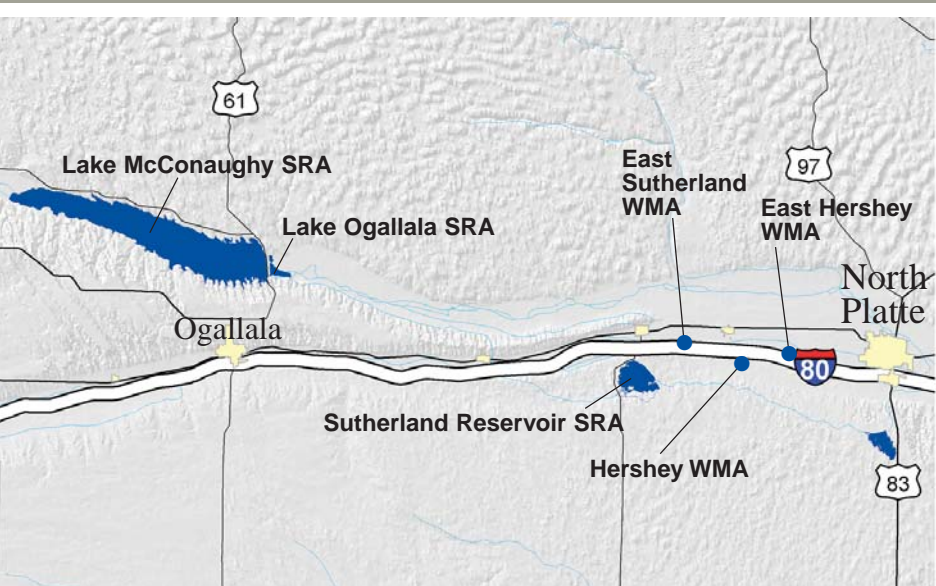 61
Lake McConaughy SRA
East
Sutherland
WMA
97
East Hershey
WMA
Lake Ogallala SRA
North
Platte
Ogallala
80
Sutherland Reservoir SRA
Hershey WMA
83